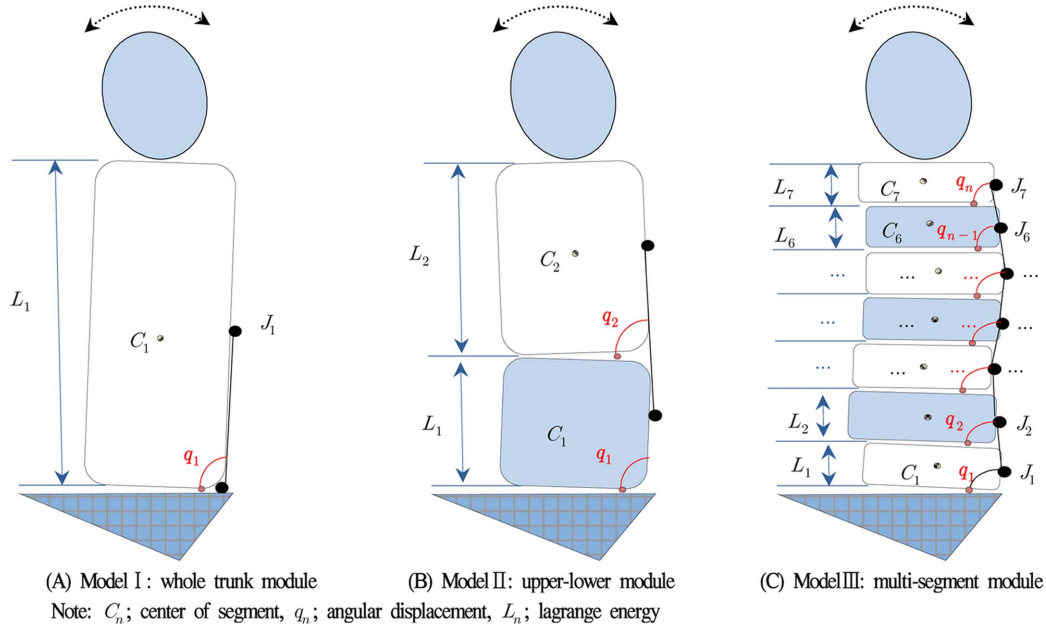 L₁
C₁
J₁
q₁
(A) Model Ⅰ: whole trunk module
L₂
C₂
q₂
L₁
C₁
q₁
(B) Model Ⅱ: upper-lower module
L₇
C₇
qₙ
J₇
L₆
C₆
qₙ₋₁
J₆
... ... ... ...
... ... ... ...
... ... ... ...
L₂
q₂
J₂
L₁
C₁
q₁
J₁
(C) Model Ⅲ: multi-segment module
Note: Cₙ; center of segment, qₙ; angular displacement, Lₙ; lagrange energy